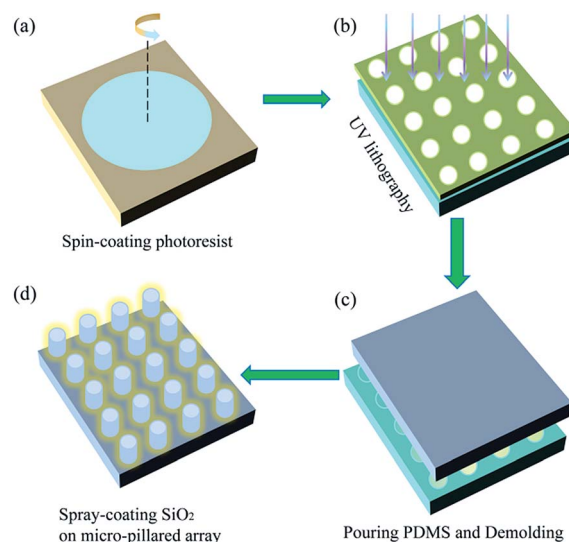 (a)
(b)
UV lithography
Spin-coating photoresist
(d)
(c)
Spray-coating SiO₂
on micro-pillared array
Pouring PDMS and Demolding